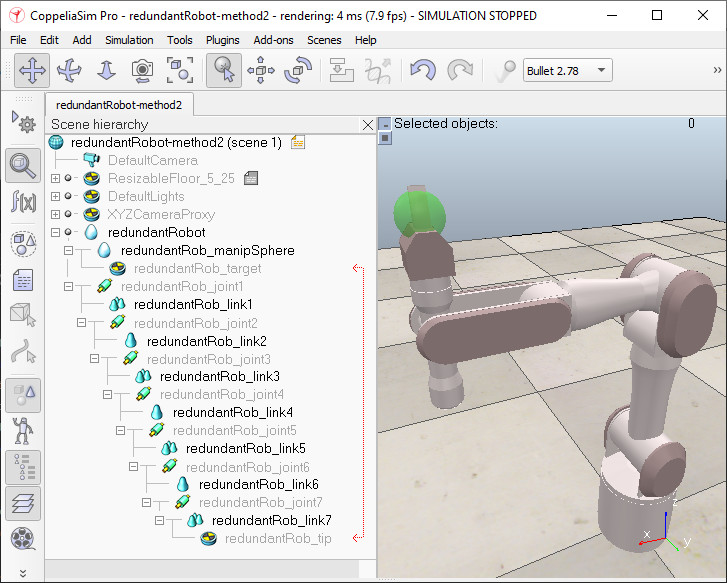 CoppeliaSim Pro - redundantRobot-method2 - rendering: 4 ms (7.9 fps) - SIMULATION STOPPED
File Edit Add Simulation Tools Plugins Add-ons Scenes Help
Bullet 2.78 »
f(x)
redundantRobot-method2
Scene hierarchy
Selected objects: 0
redundantRobot-method2 (scene 1)
DefaultCamera
ResizableFloor_5_25
DefaultLights
XYZCameraProxy
redundantRobot
redundantRob_manipSphere
redundantRob_target
redundantRob_joint1
redundantRob_link1
redundantRob_joint2
redundantRob_link2
redundantRob_joint3
redundantRob_link3
redundantRob_joint4
redundantRob_link4
redundantRob_joint5
redundantRob_link5
redundantRob_joint6
redundantRob_link6
redundantRob_joint7
redundantRob_link7
redundantRob_tip
z
x
y